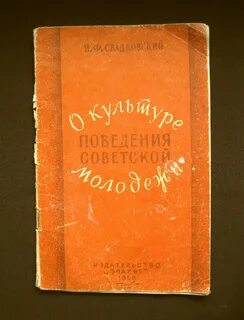 И.Ф.СВАДКОВСКИЙ
О культуре
ПОВЕДЕНИЯ
СОВЕТСКОЙ
молодежи
ИЗДАТЕЛЬСТВО
"ЗНАНИЕ"